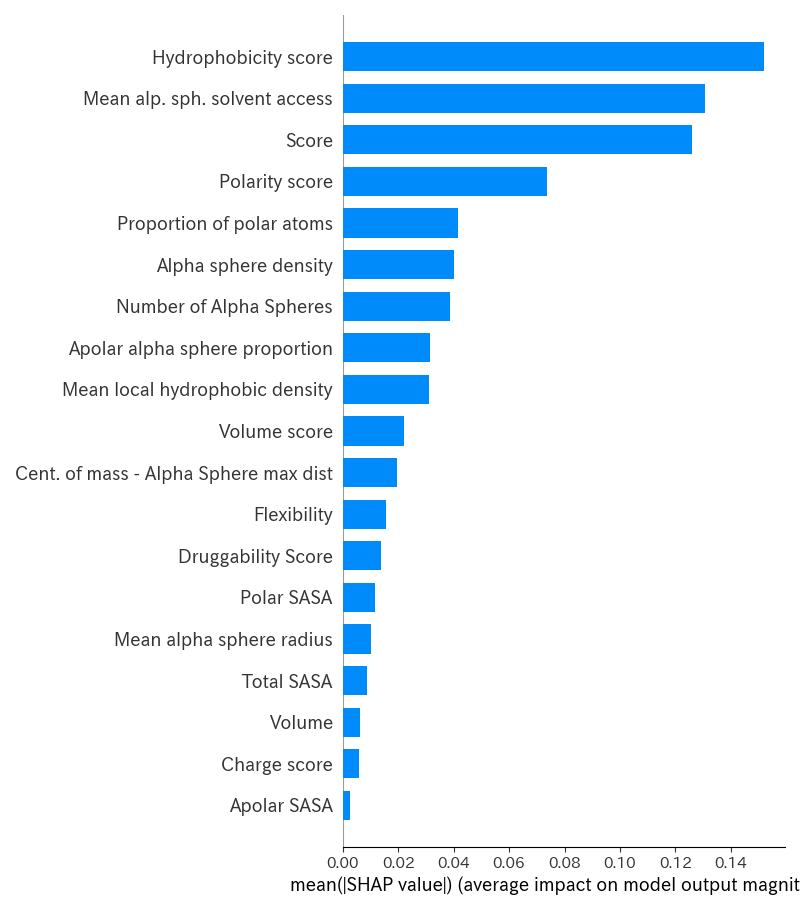 Hydrophobicity score
Mean alp. sph. solvent access
Score
Polarity score
Proportion of polar atoms
Alpha sphere density
Number of Alpha Spheres
Apolar alpha sphere proportion
Mean local hydrophobic density
Volume score
Cent. of mass - Alpha Sphere max dist
Flexibility
Druggability Score
Polar SASA
Mean alpha sphere radius
Total SASA
Volume
Charge score
Apolar SASA
0.00 0.02 0.04 0.06 0.08 0.10 0.12 0.14
mean(|SHAP value|) (average impact on model output magnit